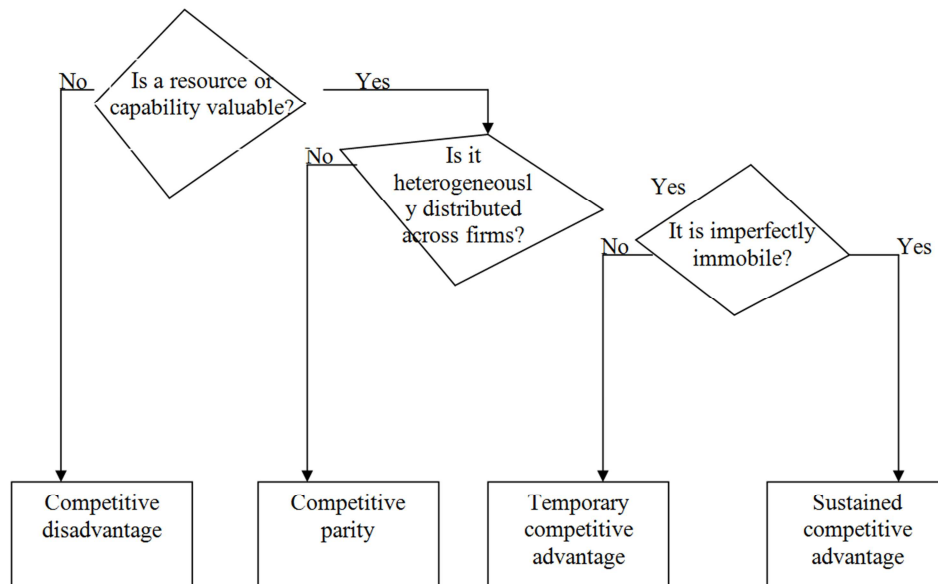 No
Is a resource or
capability valuable?
Yes
No
Is it
heterogeneousl
y distributed
across firms?
Yes
No
It is imperfectly
immobile?
Yes
Competitive
disadvantage
Competitive
parity
Temporary
competitive
advantage
Sustained
competitive
advantage